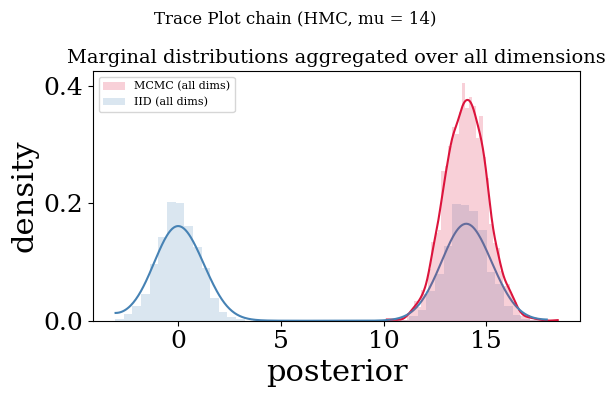 Trace Plot chain (HMC, mu = 14)
Marginal distributions aggregated over all dimensions
MCMC (all dims)
IID (all dims)
density
0.4
0.2
0.0
0 5 10 15
posterior